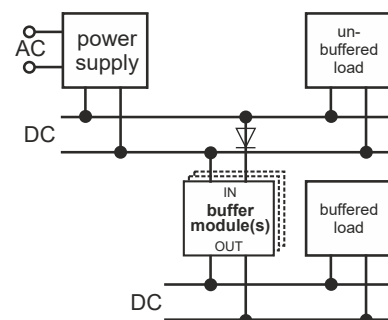 AC
power
supply
un-
buffered
load
DC
IN
buffer
module(s)
OUT
buffered
load
DC